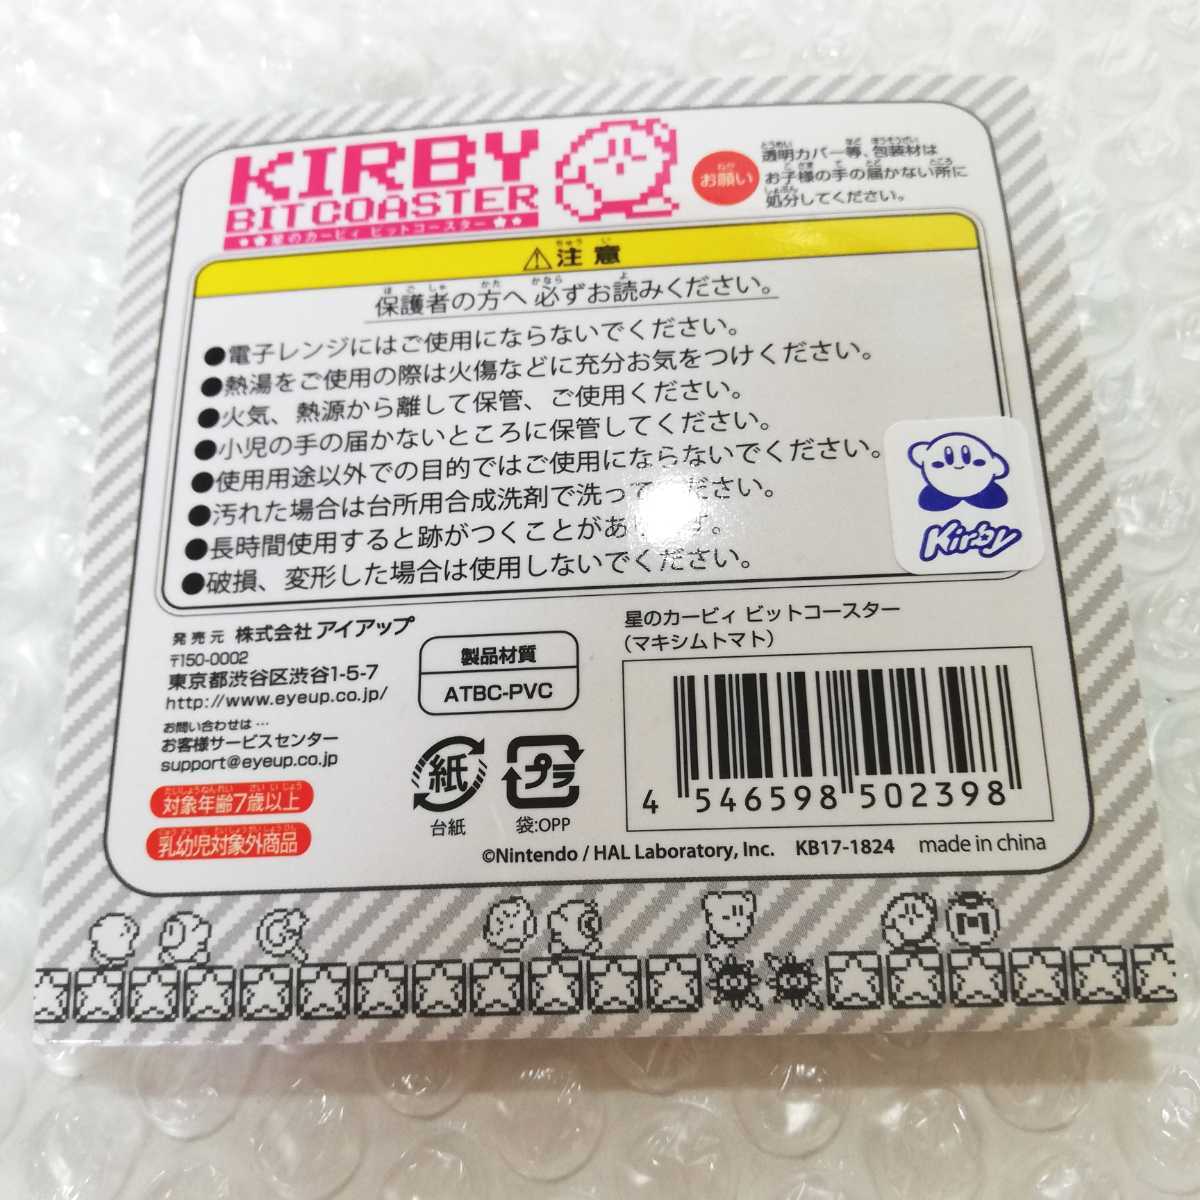 KIRBY
BITCOASTER
星のカービィ ビットコースター
お願い
透明カバー等、包装材は
お子様の手の届かない所に
処分してください。
注意
保護者の方へ 必ずお読みください。
●電子レンジにはご使用にならないでください。
●熱湯をご使用の際は火傷などに充分お気をつけください。
●火気、熱源から離して保管、ご使用ください。
●小児の手の届かないところに保管してください。
●使用用途以外での目的ではご使用にならないでください。
●汚れた場合は台所用合成洗剤で洗ってください。
●長時間使用すると跡がつくことがあります。
●破損、変形した場合は使用しないでください。
Kirby
発売元 株式会社アイアップ
〒150-0002
東京都渋谷区渋谷1-5-7
http://www.eyeup.co.jp/
お問い合わせは…
お客様サービスセンター
support@eyeup.co.jp
対象年齢7歳以上
乳幼児対象外商品
製品材質
ATBC-PVC
紙
台紙
プラ
袋:OPP
星のカービィ ビットコースター
(マキシムトマト)
4 546598 502398
©Nintendo / HAL Laboratory, Inc. KB17-1824 made in china
M